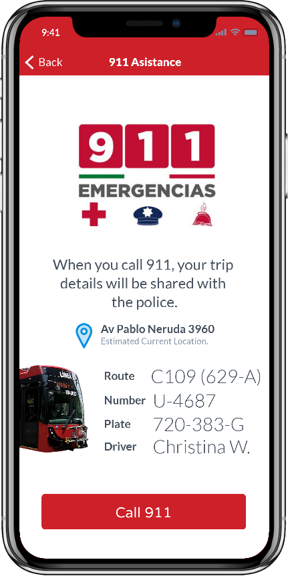 9:41
Back
911 Asistance
911
EMERGENCIAS
When you call 911, your trip
details will be shared with
the police.
Av Pablo Neruda 3960
Estimated Current Location.
Route C109 (629-A)
Number U-4687
Plate 720-383-G
Driver Christina W.
Call 911